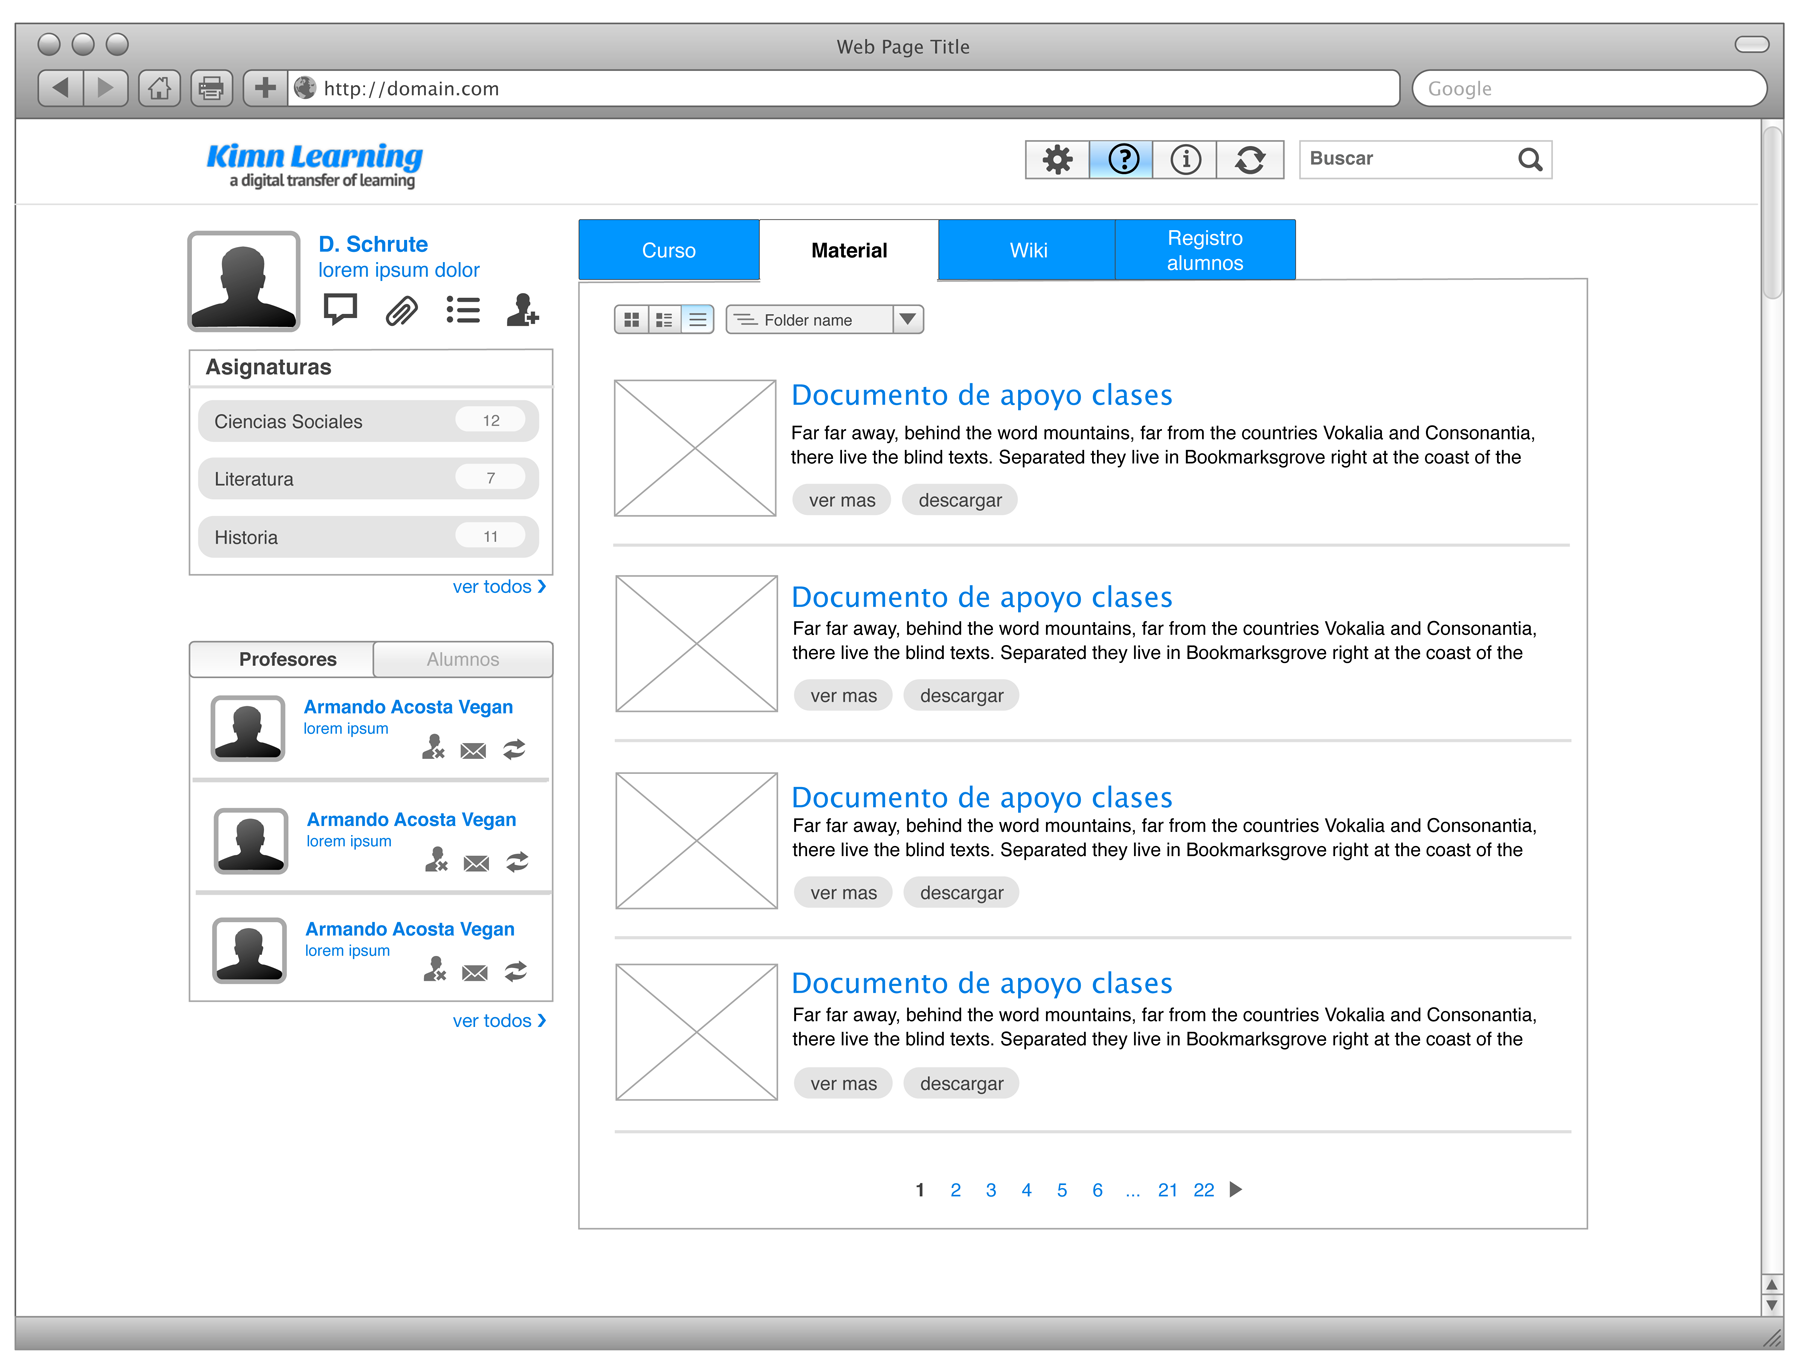 Web Page Title
http://domain.com
Google
Kimn Learning
a digital transfer of learning
Buscar
D. Schrute
lorem ipsum dolor
Asignaturas
Ciencias Sociales 12
Literatura 7
Historia 11
ver todos
Profesores Alumnos
Armando Acosta Vegan
lorem ipsum
Armando Acosta Vegan
lorem ipsum
Armando Acosta Vegan
lorem ipsum
ver todos
Curso Material Wiki Registro
alumnos
Folder name
Documento de apoyo clases
Far far away, behind the word mountains, far from the countries Vokalia and Consonantia,
there live the blind texts. Separated they live in Bookmarksgrove right at the coast of the
ver mas descargar
Documento de apoyo clases
Far far away, behind the word mountains, far from the countries Vokalia and Consonantia,
there live the blind texts. Separated they live in Bookmarksgrove right at the coast of the
ver mas descargar
Documento de apoyo clases
Far far away, behind the word mountains, far from the countries Vokalia and Consonantia,
there live the blind texts. Separated they live in Bookmarksgrove right at the coast of the
ver mas descargar
Documento de apoyo clases
Far far away, behind the word mountains, far from the countries Vokalia and Consonantia,
there live the blind texts. Separated they live in Bookmarksgrove right at the coast of the
ver mas descargar
1 2 3 4 5 6 ... 21 22